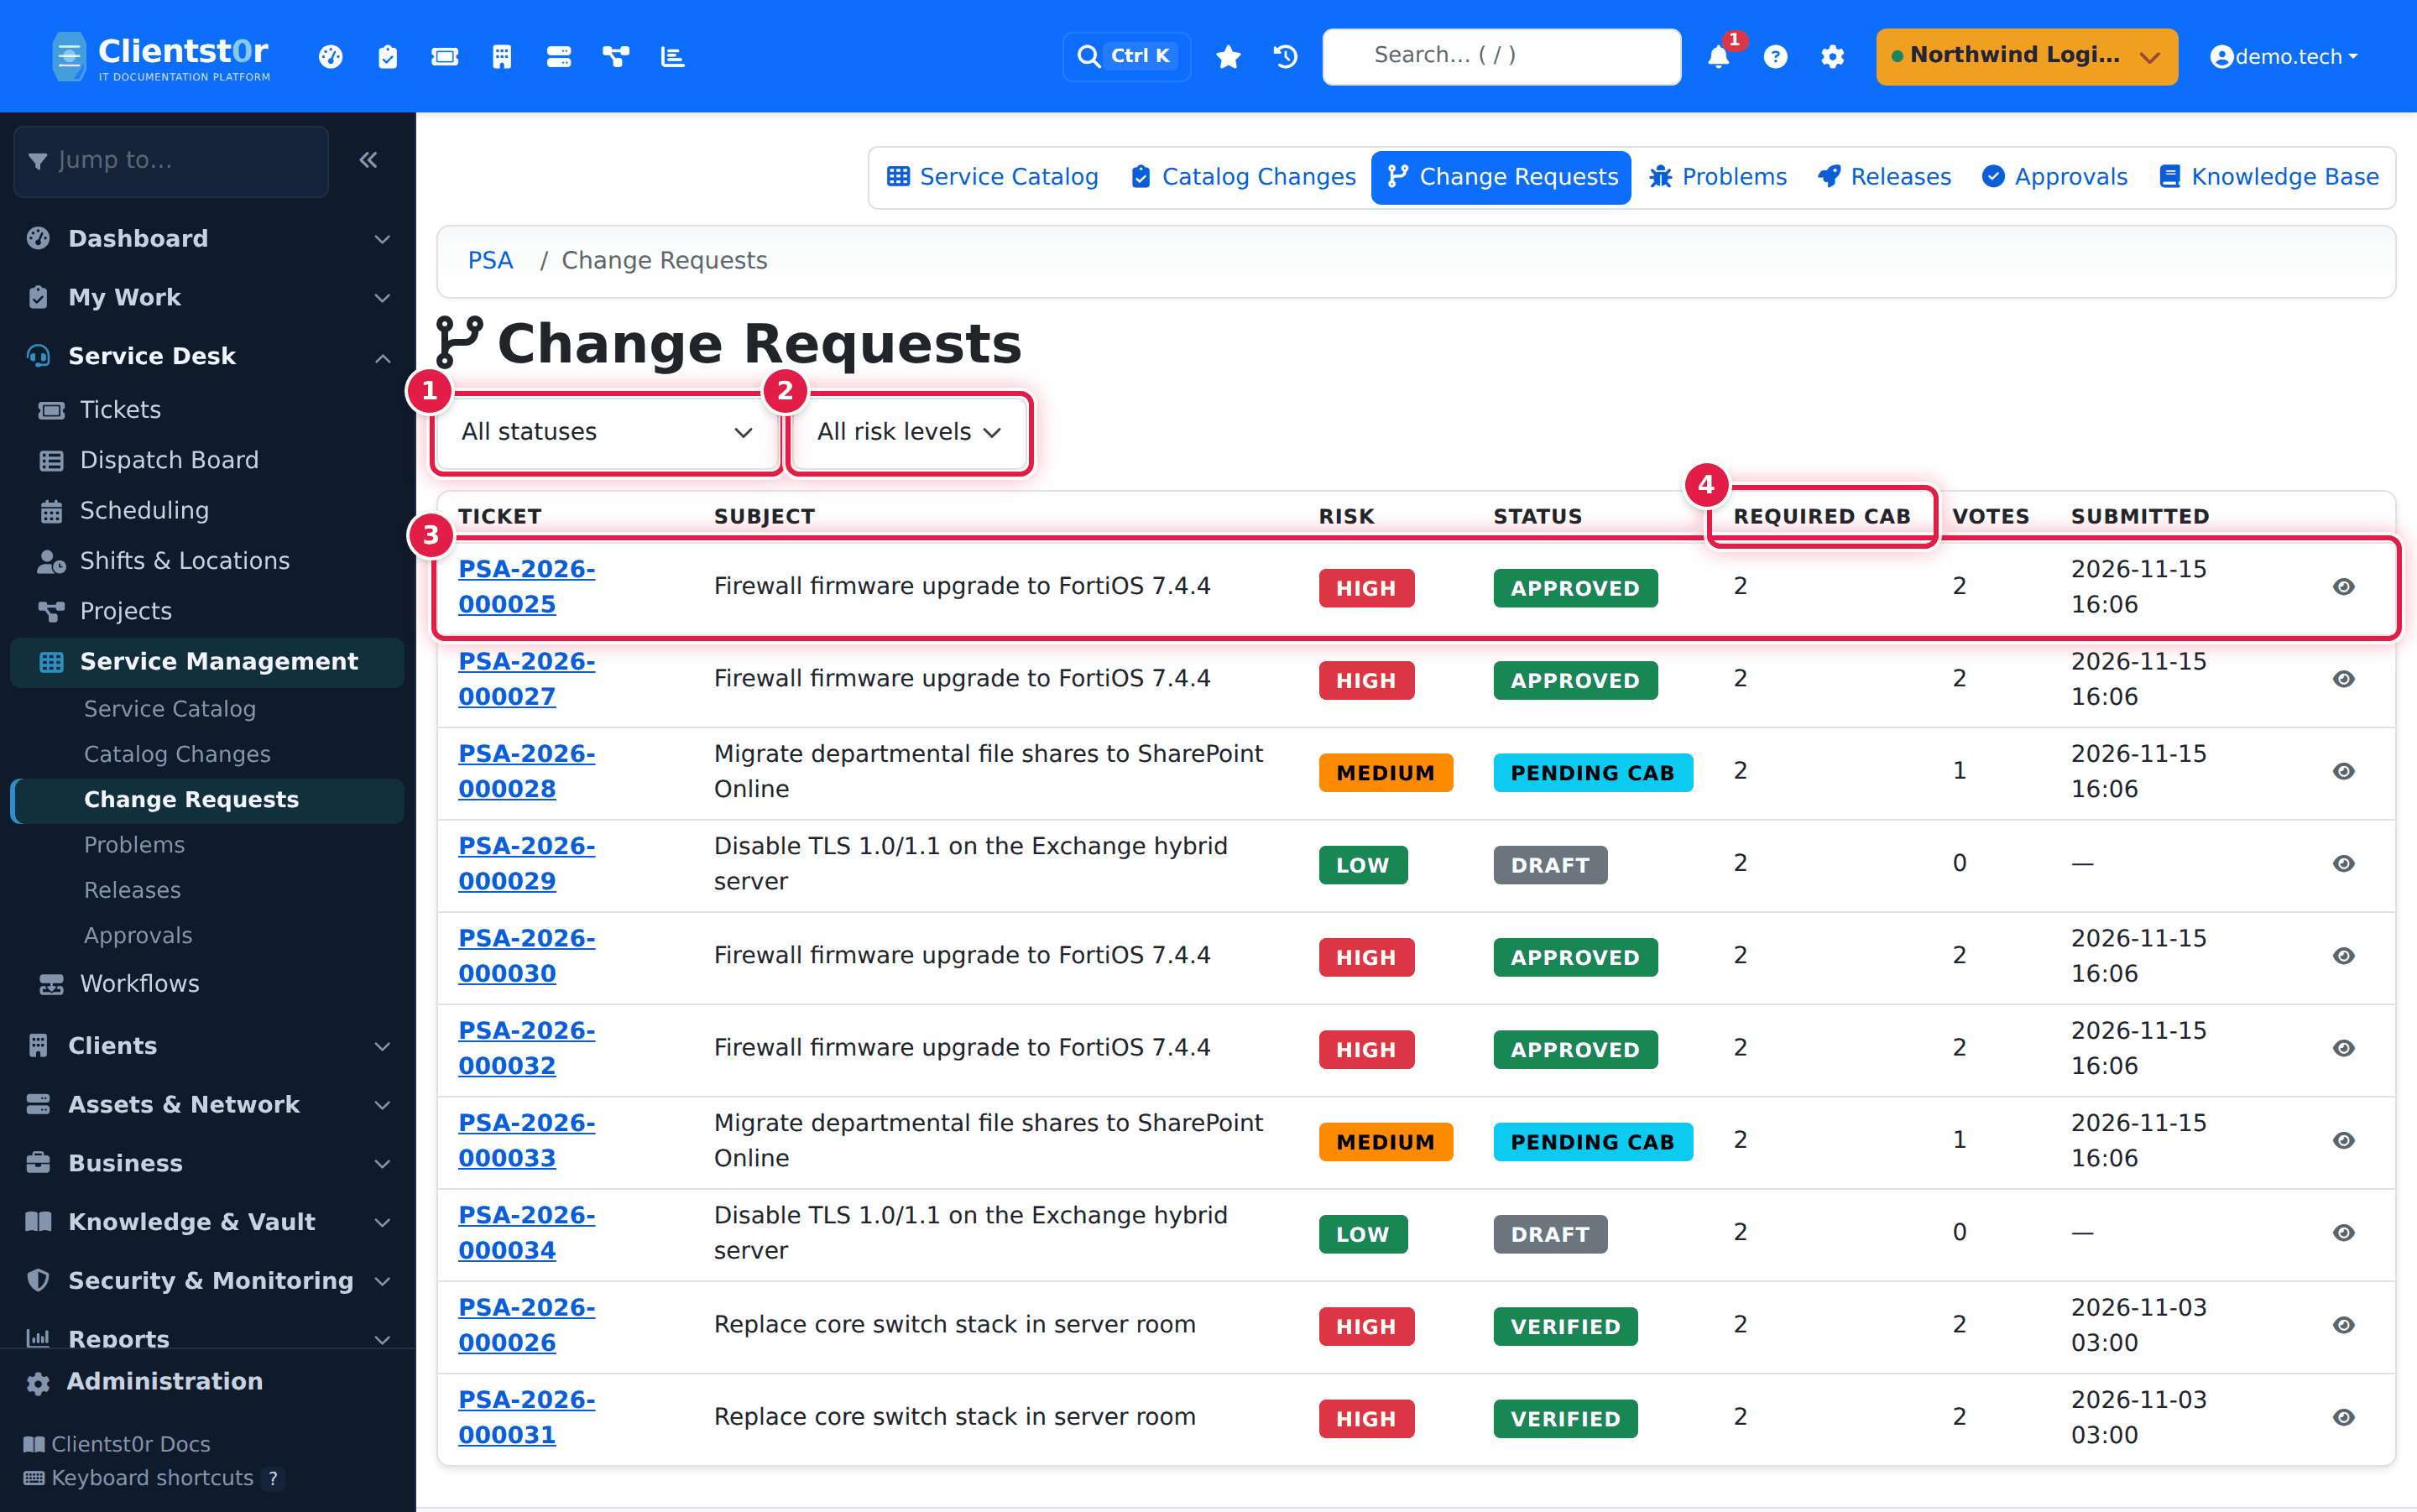 Clientst0r
IT DOCUMENTATION PLATFORM
Ctrl K
Search... ( / )
1
Northwind Logi...
demo.tech
Jump to...
Dashboard
My Work
Service Desk
Tickets
Dispatch Board
Scheduling
Shifts & Locations
Projects
Service Management
Service Catalog
Catalog Changes
Change Requests
Problems
Releases
Approvals
Workflows
Clients
Assets & Network
Business
Knowledge & Vault
Security & Monitoring
Reports
Administration
Clientst0r Docs
Keyboard shortcuts ?
Service Catalog Catalog Changes Change Requests Problems Releases Approvals Knowledge Base
PSA / Change Requests
Change Requests
1 2
All statuses All risk levels
4
TICKET SUBJECT RISK STATUS REQUIRED CAB VOTES SUBMITTED
3
PSA-2026-000025 Firewall firmware upgrade to FortiOS 7.4.4 HIGH APPROVED 2 2 2026-11-15 16:06
PSA-2026-000027 Firewall firmware upgrade to FortiOS 7.4.4 HIGH APPROVED 2 2 2026-11-15 16:06
PSA-2026-000028 Migrate departmental file shares to SharePoint Online MEDIUM PENDING CAB 2 1 2026-11-15 16:06
PSA-2026-000029 Disable TLS 1.0/1.1 on the Exchange hybrid server LOW DRAFT 2 0 —
PSA-2026-000030 Firewall firmware upgrade to FortiOS 7.4.4 HIGH APPROVED 2 2 2026-11-15 16:06
PSA-2026-000032 Firewall firmware upgrade to FortiOS 7.4.4 HIGH APPROVED 2 2 2026-11-15 16:06
PSA-2026-000033 Migrate departmental file shares to SharePoint Online MEDIUM PENDING CAB 2 1 2026-11-15 16:06
PSA-2026-000034 Disable TLS 1.0/1.1 on the Exchange hybrid server LOW DRAFT 2 0 —
PSA-2026-000026 Replace core switch stack in server room HIGH VERIFIED 2 2 2026-11-03 03:00
PSA-2026-000031 Replace core switch stack in server room HIGH VERIFIED 2 2 2026-11-03 03:00